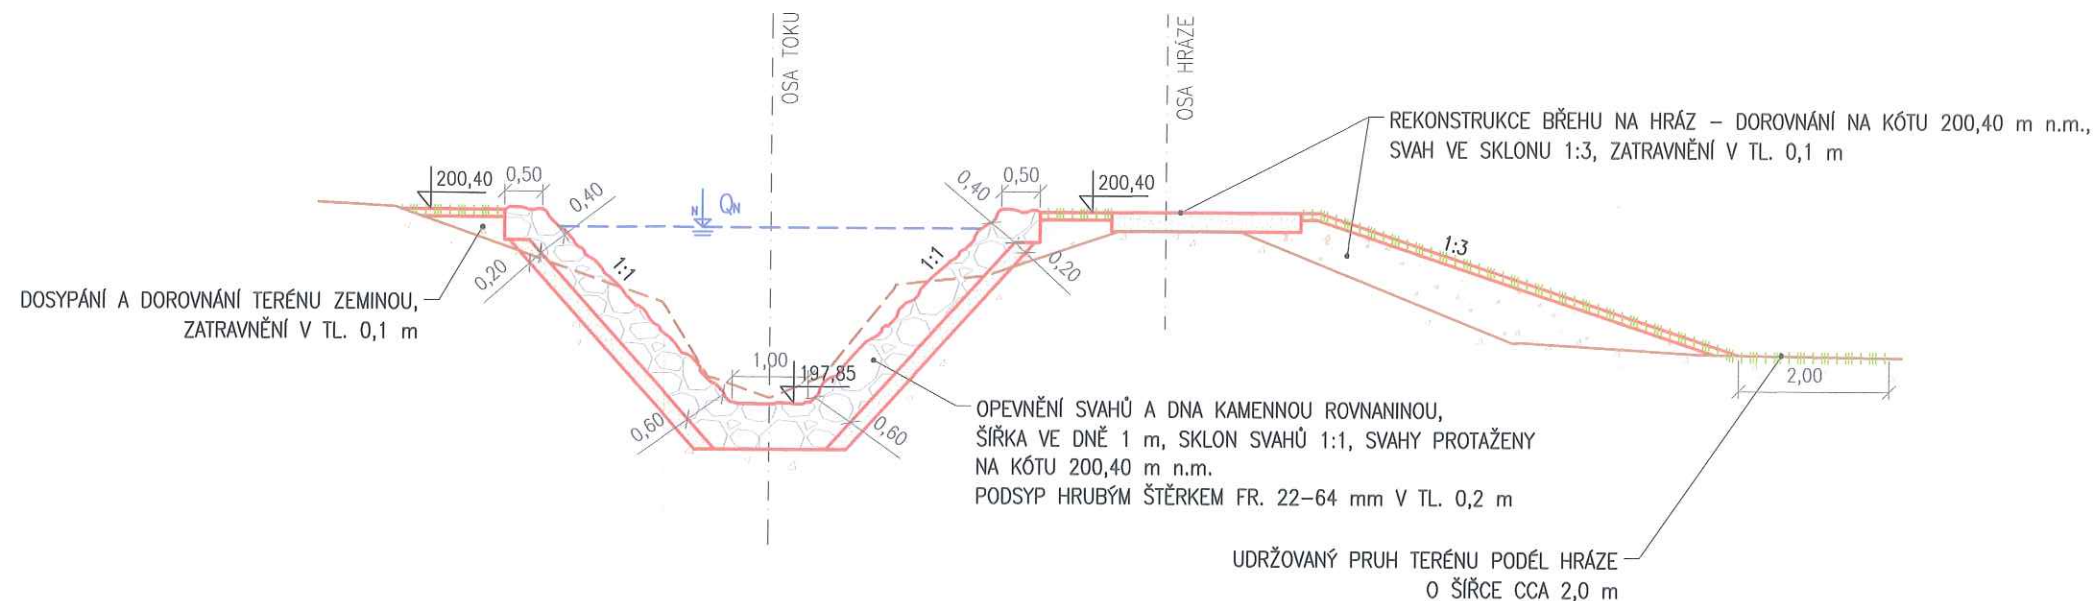 OSA TOKU
OSA HRÁZE
REKONSTRUKCE BŘEHU NA HRÁZ – DOROVNÁNÍ NA KÓTU 200,40 m n.m.,
SVAH VE SKLONU 1:3, ZATRAVNĚNÍ V TL. 0,1 m
200,40
0,50
0,40
N
QN
0,40
0,50
200,40
0,20
1:1
1:1
0,20
1:3
DOSYPÁNÍ A DOROVNÁNÍ TERÉNU ZEMINOU,
ZATRAVNĚNÍ V TL. 0,1 m
1,00
197,85
2,00
0,60
0,60
OPEVNĚNÍ SVAHŮ A DNA KAMENNOU ROVNANINOU,
ŠÍŘKA VE DNĚ 1 m, SKLON SVAHŮ 1:1, SVAHY PROTAŽENY
NA KÓTU 200,40 m n.m.
PODSYP HRUBÝM ŠTĚRKEM FR. 22–64 mm V TL. 0,2 m
UDRŽOVANÝ PRUH TERÉNU PODÉL HRÁZE
O ŠÍŘCE CCA 2,0 m